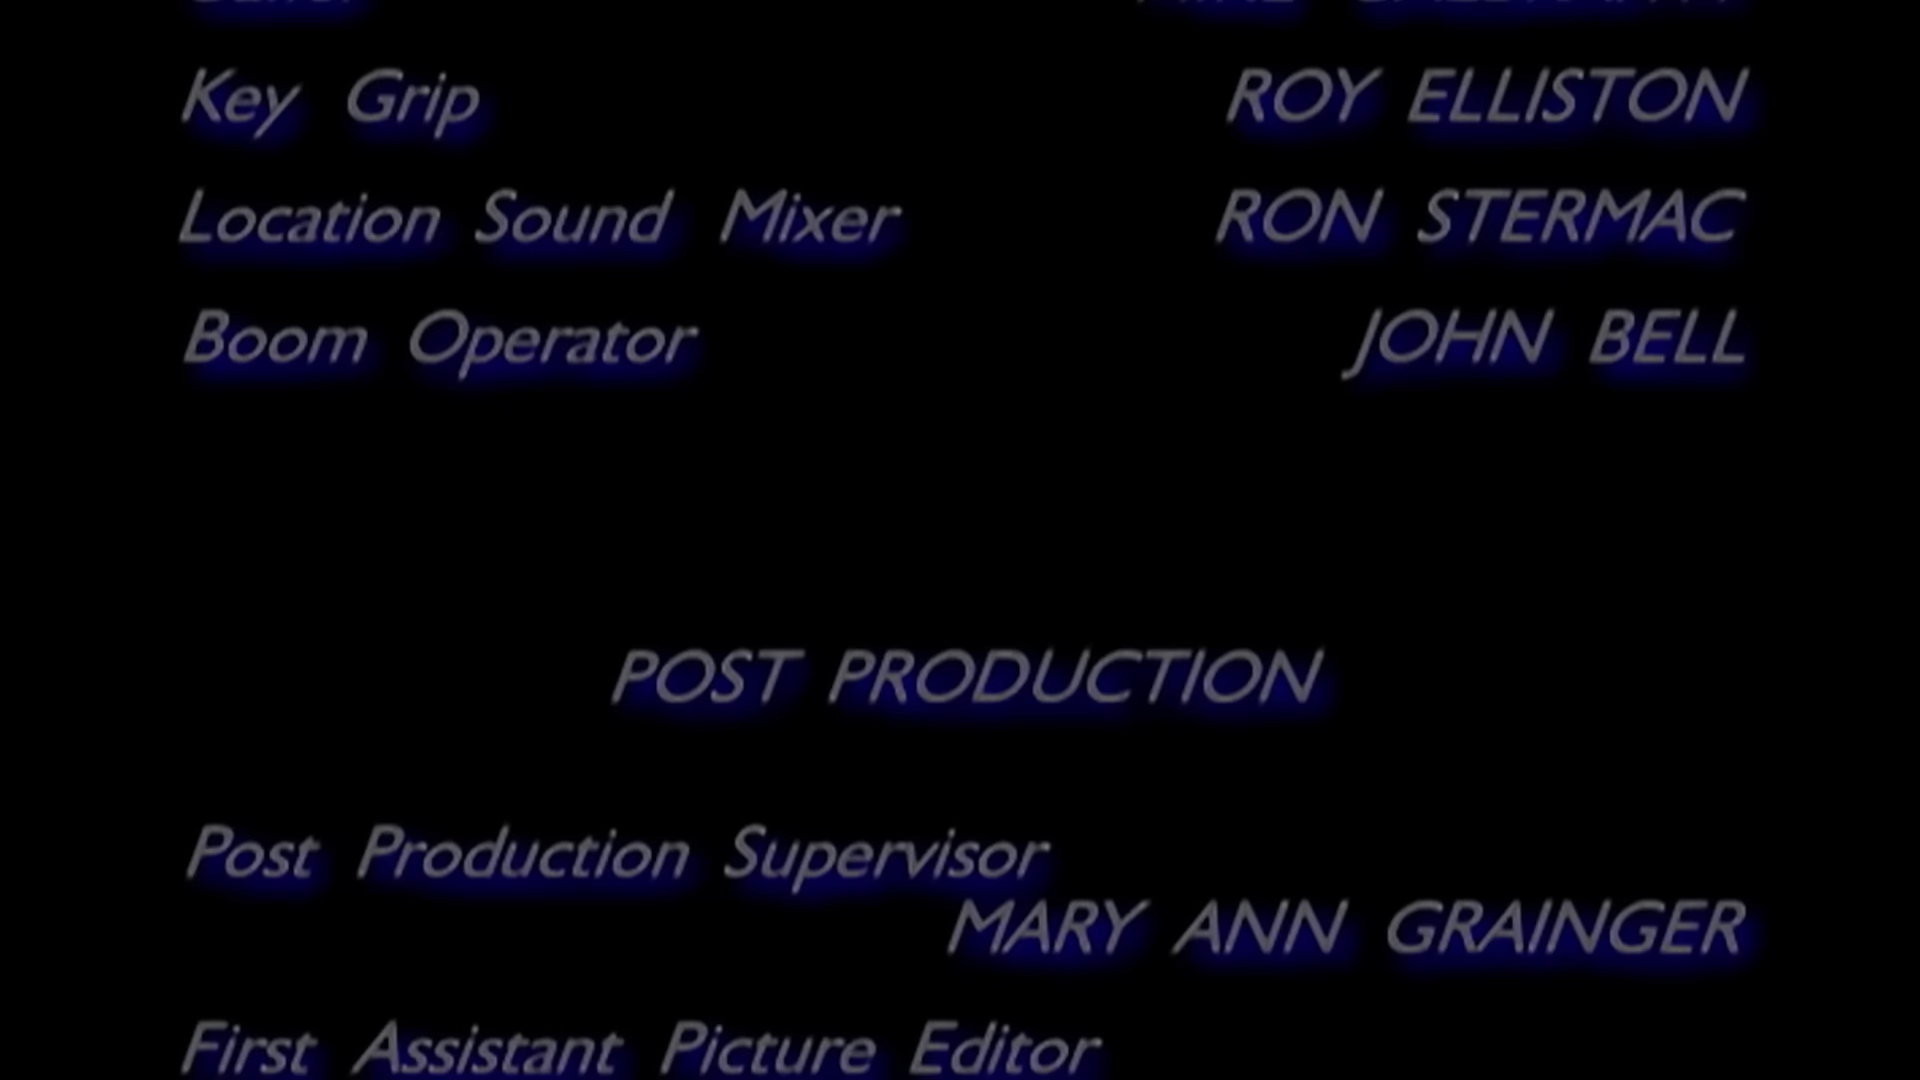 Key Grip ROY ELLISTON
Location Sound Mixer RON STERMAC
Boom Operator JOHN BELL
POST PRODUCTION
Post Production Supervisor
MARY ANN GRAINGER
First Assistant Picture Editor